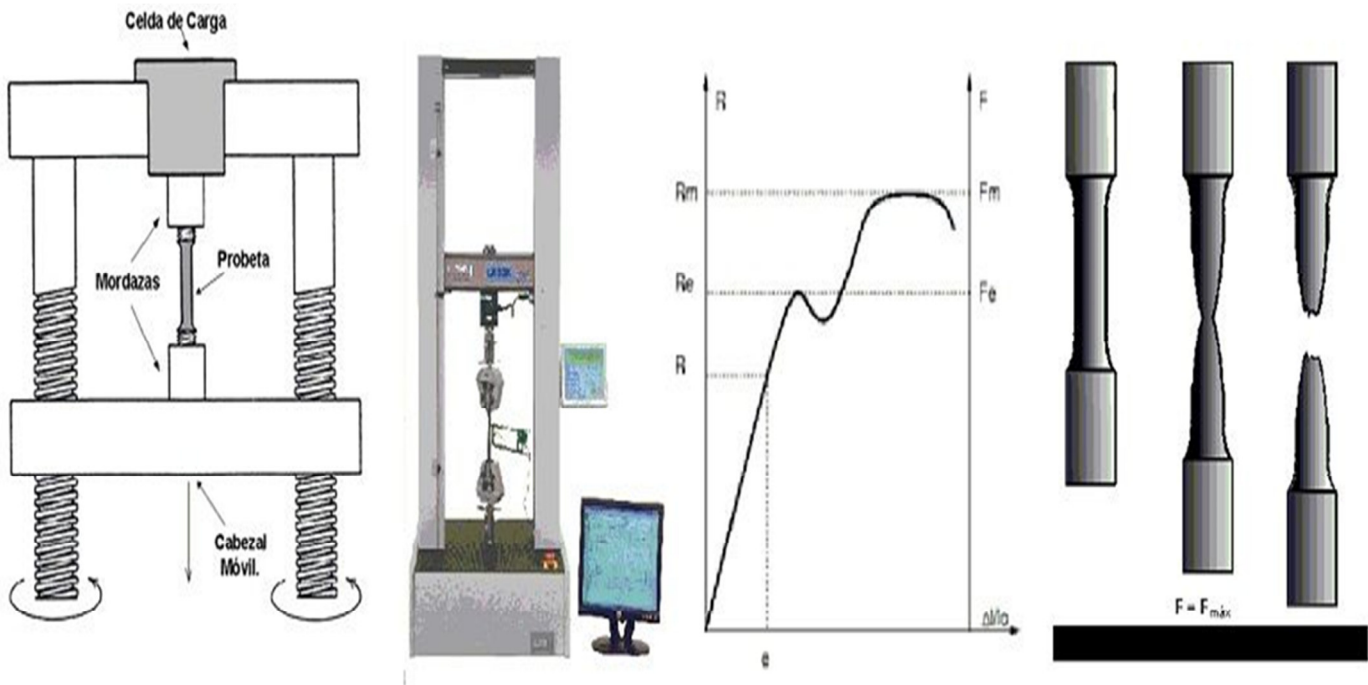 Celda de Carga
Mordazas
Probeta
Cabezal
Móvil.
R
F
Rm
Fm
Re
Fe
R
e
Δl/lo
F = Fmáx